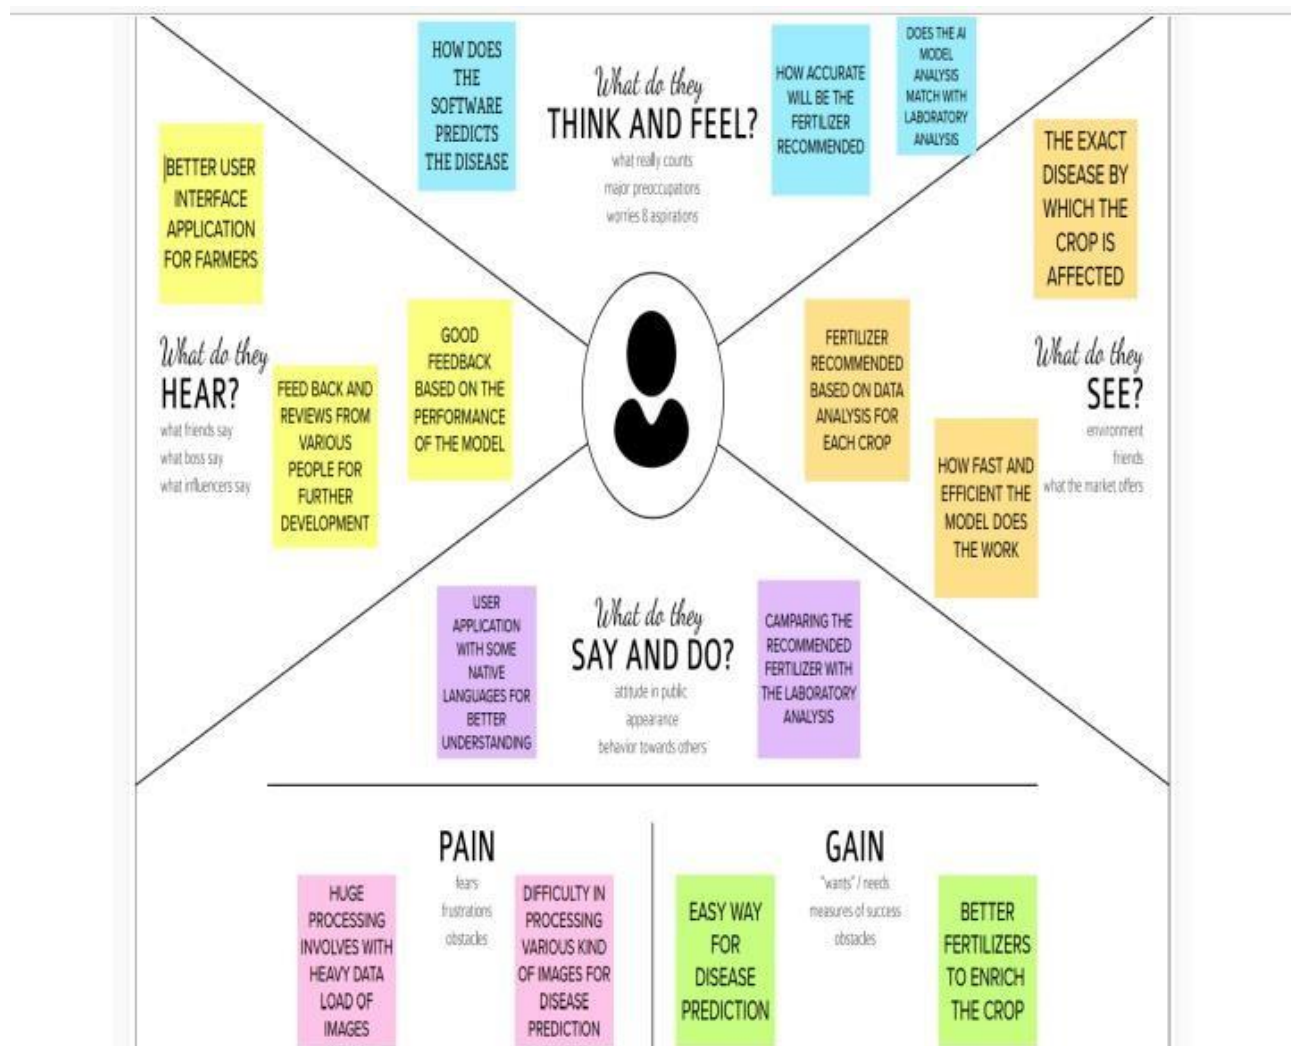 HOW DOES
THE
SOFTWARE
PREDICTS
THE DISEASE
What do they
THINK AND FEEL?
what really counts
major preoccupations
worries & aspirations
HOW ACCURATE
WILL BE THE
FERTILIZER
RECOMMENDED
DOES THE AI
MODEL
ANALYSIS
MATCH WITH
LABORATORY
ANALYSIS
BETTER USER
INTERFACE
APPLICATION
FOR FARMERS
What do they
HEAR?
what friends say
what boss say
what influencers say
FEED BACK AND
REVIEWS FROM
VARIOUS
PEOPLE FOR
FURTHER
DEVELOPMENT
GOOD
FEEDBACK
BASED ON THE
PERFORMANCE
OF THE MODEL
FERTILIZER
RECOMMENDED
BASED ON DATA
ANALYSIS FOR
EACH CROP
THE EXACT
DISEASE BY
WHICH THE
CROP IS
AFFECTED
What do they
SEE?
environment
friends
what the market offers
HOW FAST AND
EFFICIENT THE
MODEL DOES
THE WORK
USER
APPLICATION
WITH SOME
NATIVE
LANGUAGES FOR
BETTER
UNDERSTANDING
What do they
SAY AND DO?
attitude in public
appearance
behavior towards others
CAMPARING THE
RECOMMENDED
FERTILIZER WITH
THE LABORATORY
ANALYSIS
PAIN
fears
frustrations
obstacles
HUGE
PROCESSING
INVOLVES WITH
HEAVY DATA
LOAD OF
IMAGES
DIFFICULTY IN
PROCESSING
VARIOUS KIND
OF IMAGES FOR
DISEASE
PREDICTION
GAIN
"wants" / needs
measures of success
obstacles
EASY WAY
FOR
DISEASE
PREDICTION
BETTER
FERTILIZERS
TO ENRICH
THE CROP